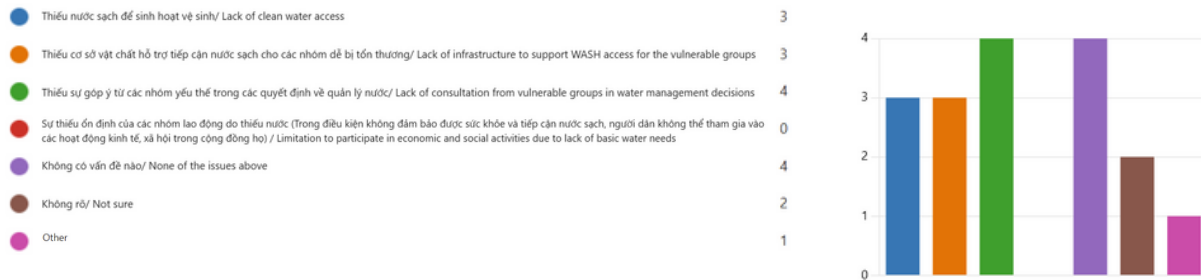 Thiếu nước sạch để sinh hoạt vệ sinh/ Lack of clean water access 3
Thiếu cơ sở vật chất hỗ trợ tiếp cận nước sạch cho các nhóm dễ bị tổn thương/ Lack of infrastructure to support WASH access for the vulnerable groups 3
Thiếu sự góp ý từ các nhóm yếu thế trong các quyết định về quản lý nước/ Lack of consultation from vulnerable groups in water management decisions 4
Sự thiếu ổn định của các nhóm lao động do thiếu nước (Trong điều kiện không đảm bảo được sức khỏe và tiếp cận nước sạch, người dân không thể tham gia vào
các hoạt động kinh tế, xã hội trong cộng đồng họ) / Limitation to participate in economic and social activities due to lack of basic water needs 0
Không có vấn đề nào/ None of the issues above 4
Không rõ/ Not sure 2
Other 1
4
3
2
1
0